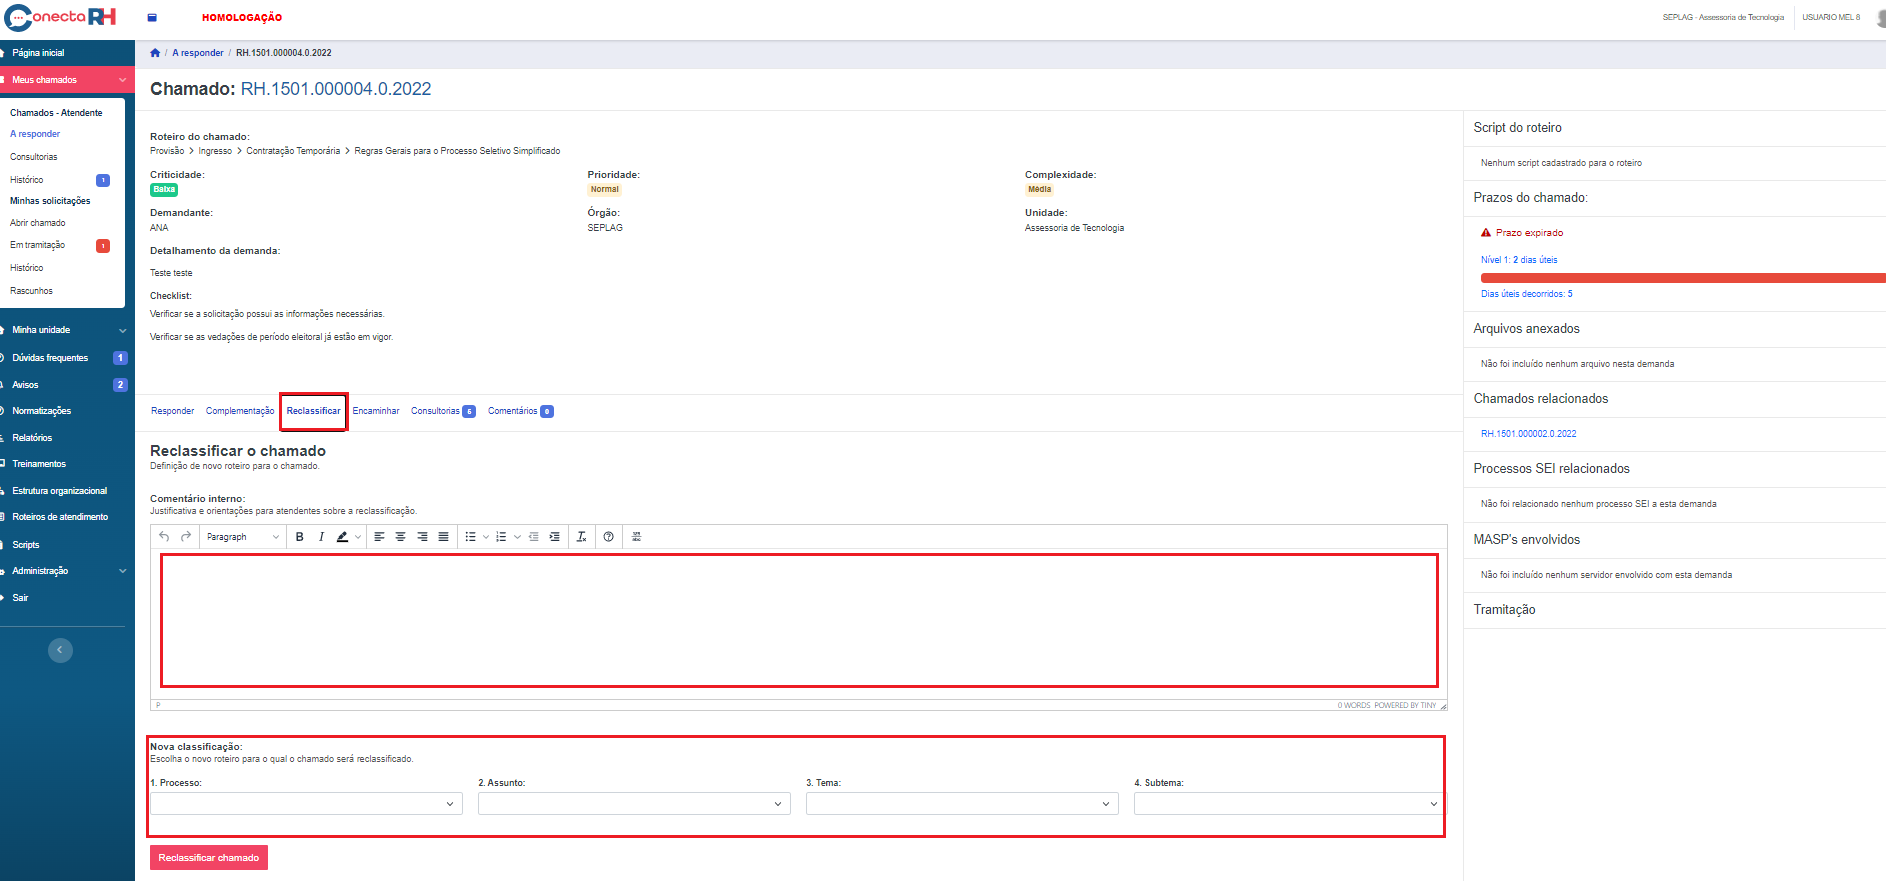 Conecta RH
HOMOLOGAÇÃO
SEPLAG - Assessoria de Tecnologia
USUARIO MEL 8
Página inicial
Meus chamados
Chamados - Atendente
A responder
Consultorias
Histórico 1
Minhas solicitações
Abrir chamado
Em tramitação 1
Histórico
Rascunhos
Minha unidade
Dúvidas frequentes 1
Avisos 2
Normatizações
Relatórios
Treinamentos
Estrutura organizacional
Roteiros de atendimento
Scripts
Administração
Sair
/ A responder / RH.1501.000004.0.2022
Chamado: RH.1501.000004.0.2022
Roteiro do chamado:
Provisão > Ingresso > Contratação Temporária > Regras Gerais para o Processo Seletivo Simplificado
Criticidade: Prioridade: Complexidade:
Baixa Normal Média
Demandante: Órgão: Unidade:
ANA SEPLAG Assessoria de Tecnologia
Detalhamento da demanda:
Teste teste
Checklist:
Verificar se a solicitação possui as informações necessárias.
Verificar se as vedações de período eleitoral já estão em vigor.
Responder Complementação Reclassificar Encaminhar Consultorias 5 Comentários 0
Reclassificar o chamado
Definição de novo roteiro para o chamado.
Comentário interno:
Justificativa e orientações para atendentes sobre a reclassificação.
Paragraph B I
P 0 WORDS POWERED BY TINY
Nova classificação:
Escolha o novo roteiro para o qual o chamado será reclassificado.
1. Processo: 2. Assunto: 3. Tema: 4. Subtema:
Reclassificar chamado
Script do roteiro
Nenhum script cadastrado para o roteiro
Prazos do chamado:
Prazo expirado
Nível 1: 2 dias úteis
Dias úteis decorridos: 5
Arquivos anexados
Não foi incluído nenhum arquivo nesta demanda
Chamados relacionados
RH.1501.000002.0.2022
Processos SEI relacionados
Não foi relacionado nenhum processo SEI a esta demanda
MASP's envolvidos
Não foi incluído nenhum servidor envolvido com esta demanda
Tramitação